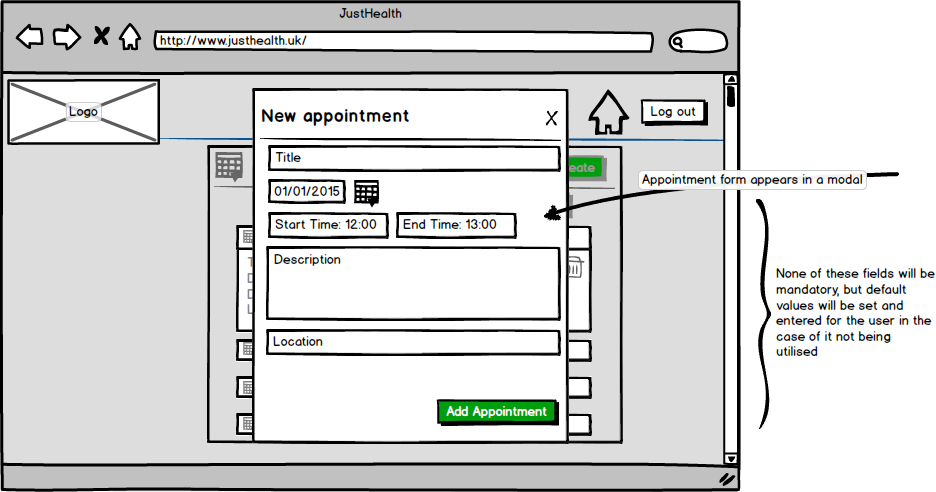 JustHealth
http://www.justhealth.uk/
Logo
Log out
New appointment
X
Title
eate
01/01/2015
Appointment form appears in a modal
Start Time: 12:00
End Time: 13:00
Description
T
D
D
L
None of these fields will be
mandatory, but default
values will be set and
entered for the user in the
case of it not being
utilised
Location
Add Appointment